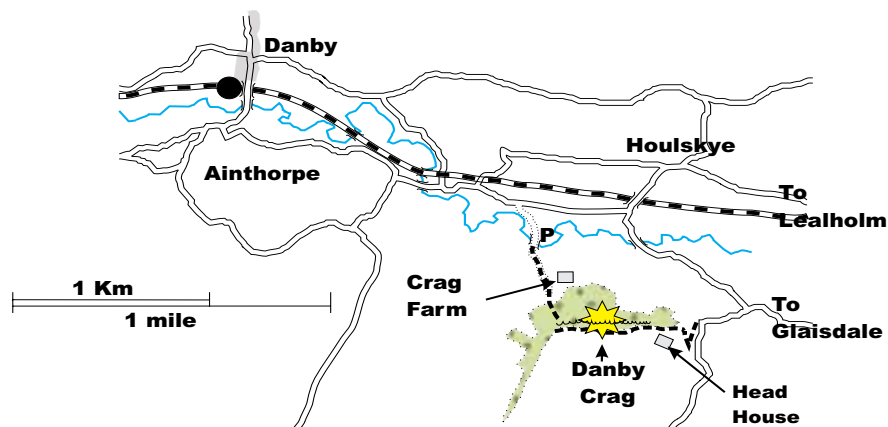 Danby
Houlskye
Ainthorpe
To
Lealholm
P
1 Km
1 mile
Crag
Farm
To
Glaisdale
Danby
Crag
Head
House